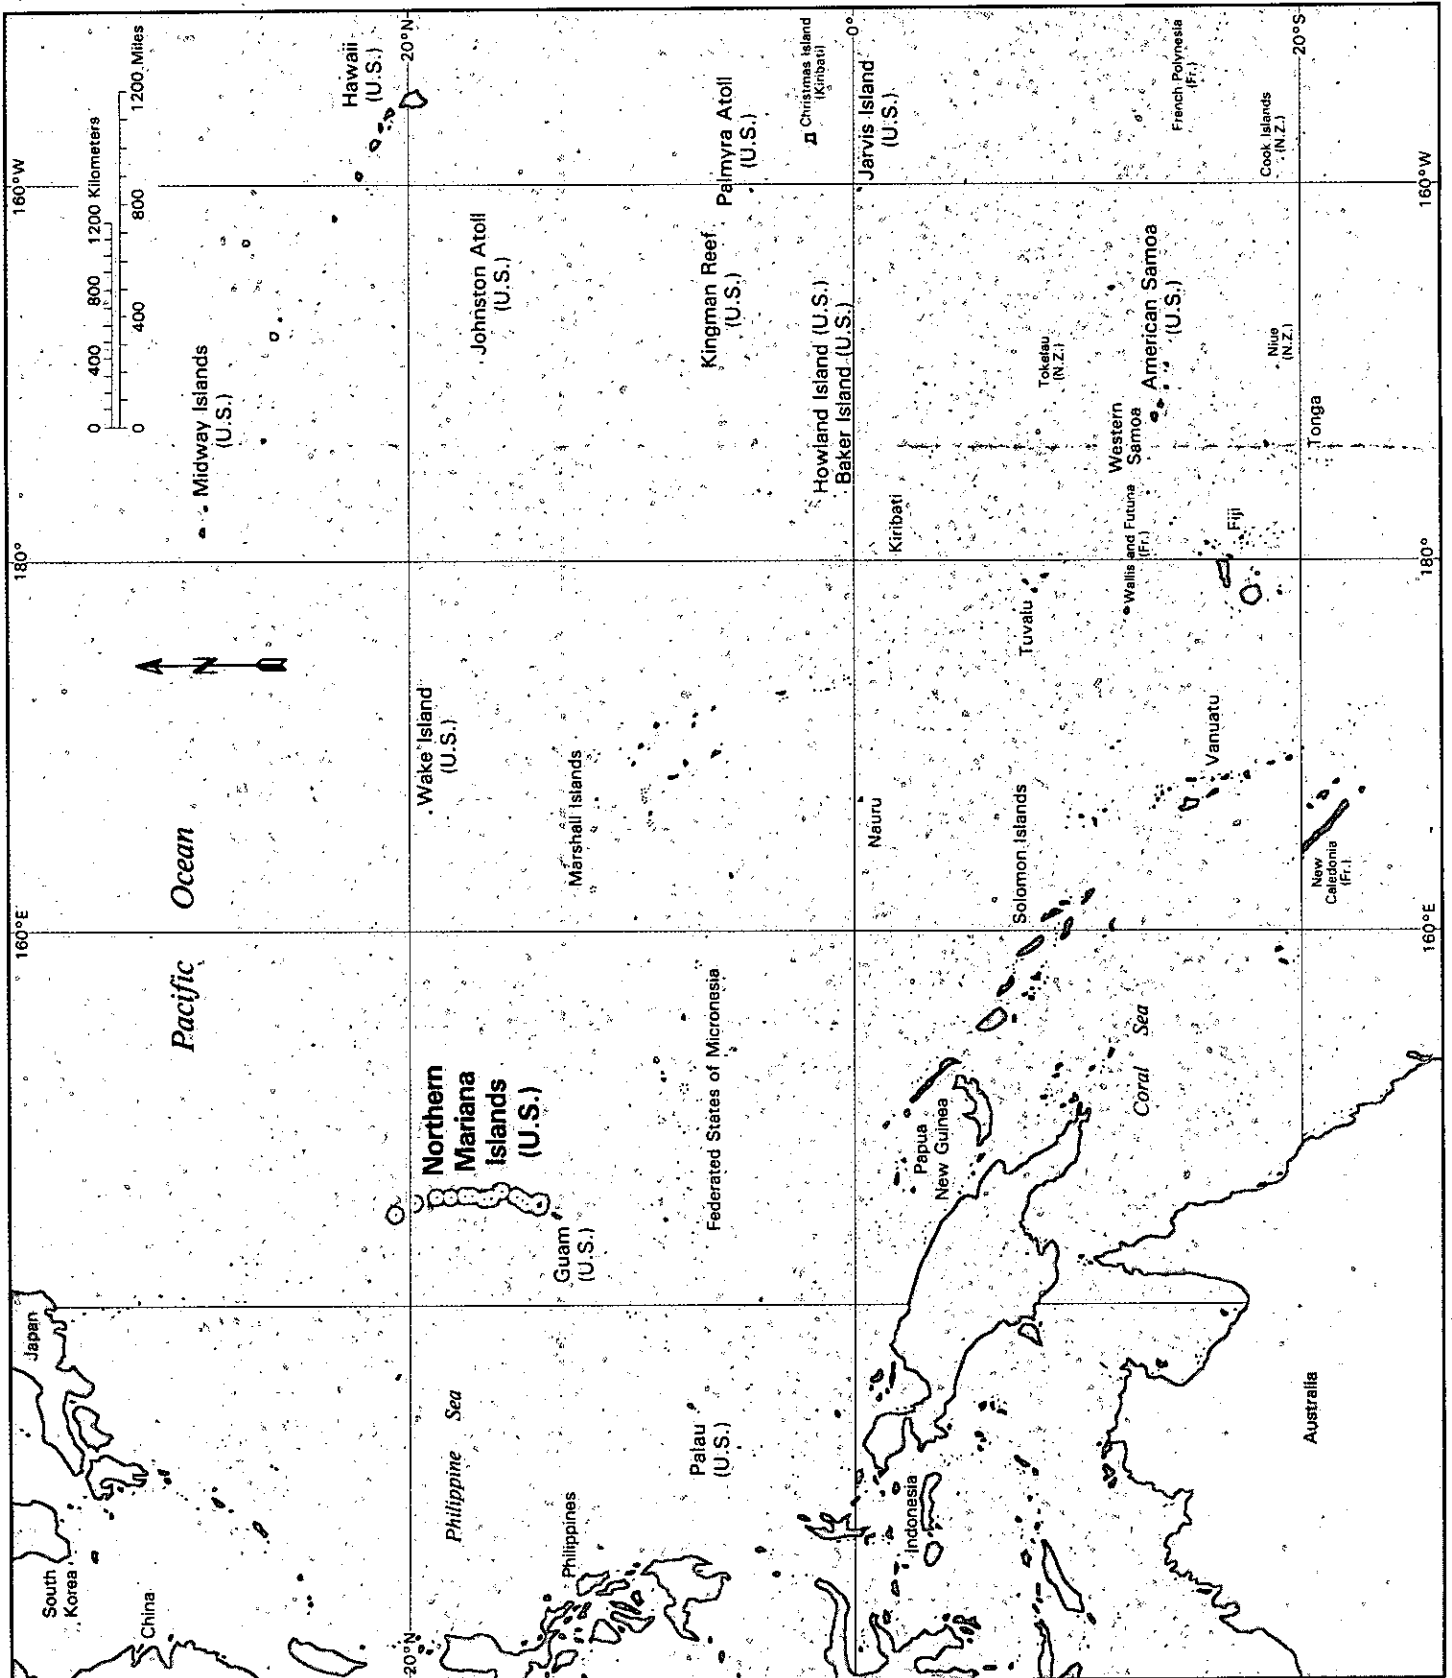 160°E
180°
160°W
Japan
South
Korea
China
Pacific Ocean
Midway Islands
(U.S.)
0 400 800 1200 Kilometers
0 400 800 1200 Miles
N
Hawaii
(U.S.)
20°N
20°N
Philippine Sea
Northern
Mariana
Islands
(U.S.)
Wake Island
(U.S.)
Johnston Atoll
(U.S.)
Philippines
Guam
(U.S.)
Marshall Islands
Palau
(U.S.)
Federated States of Micronesia
Kingman Reef
(U.S.)
Palmyra Atoll
(U.S.)
Christmas Island
(Kiribati)
Howland Island (U.S.)
Baker Island (U.S.)
0°
Jarvis Island
(U.S.)
Indonesia
Papua
New Guinea
Nauru
Kiribati
Solomon Islands
Tuvalu
Tokelau
(N.Z.)
Coral Sea
Wallis and Futuna
(Fr.)
Western
Samoa
American Samoa
(U.S.)
French Polynesia
(Fr.)
Vanuatu
Fiji
Niue
(N.Z.)
Cook Islands
(N.Z.)
20°S
Australia
New
Caledonia
(Fr.)
Tonga
160°E
180°
160°W